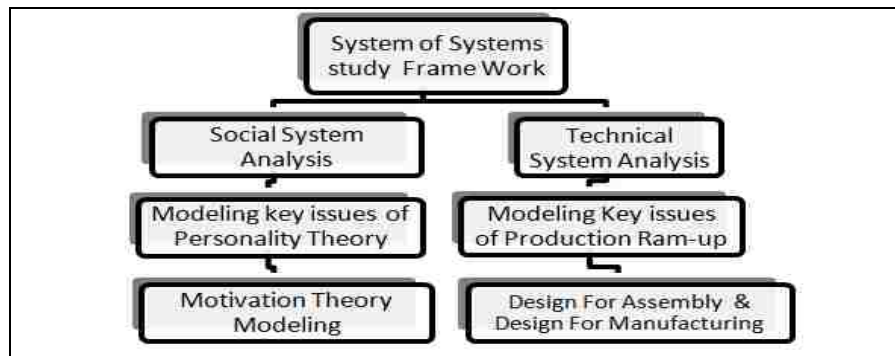 System of Systems
study Frame Work
Social System
Analysis
Technical
System Analysis
Modeling key issues of
Personality Theory
Modeling Key issues
of Production Ram-up
Motivation Theory
Modeling
Design For Assembly &
Design For Manufacturing